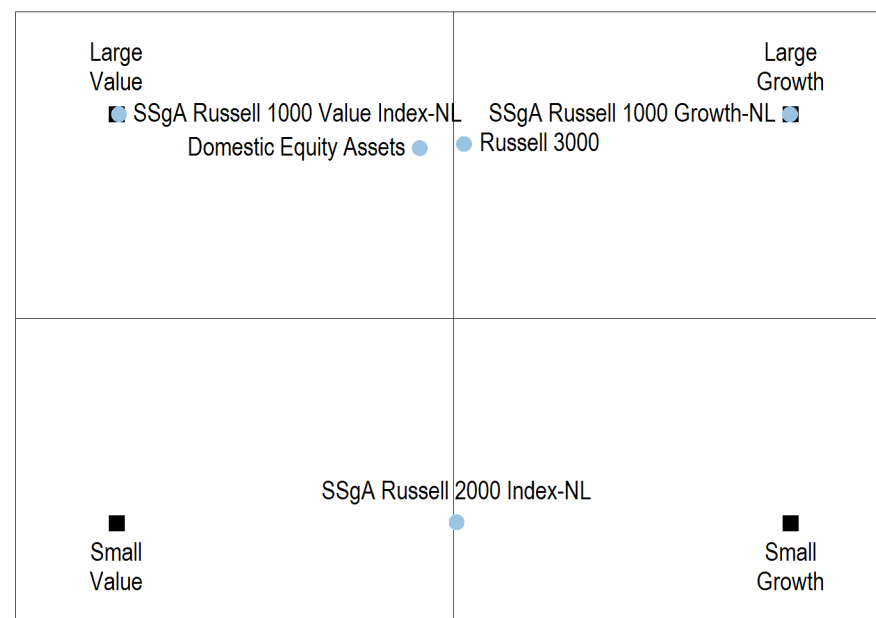 Large
Value
Large
Growth
SSgA Russell 1000 Value Index-NL
SSgA Russell 1000 Growth-NL
Domestic Equity Assets
Russell 3000
SSgA Russell 2000 Index-NL
Small
Value
Small
Growth